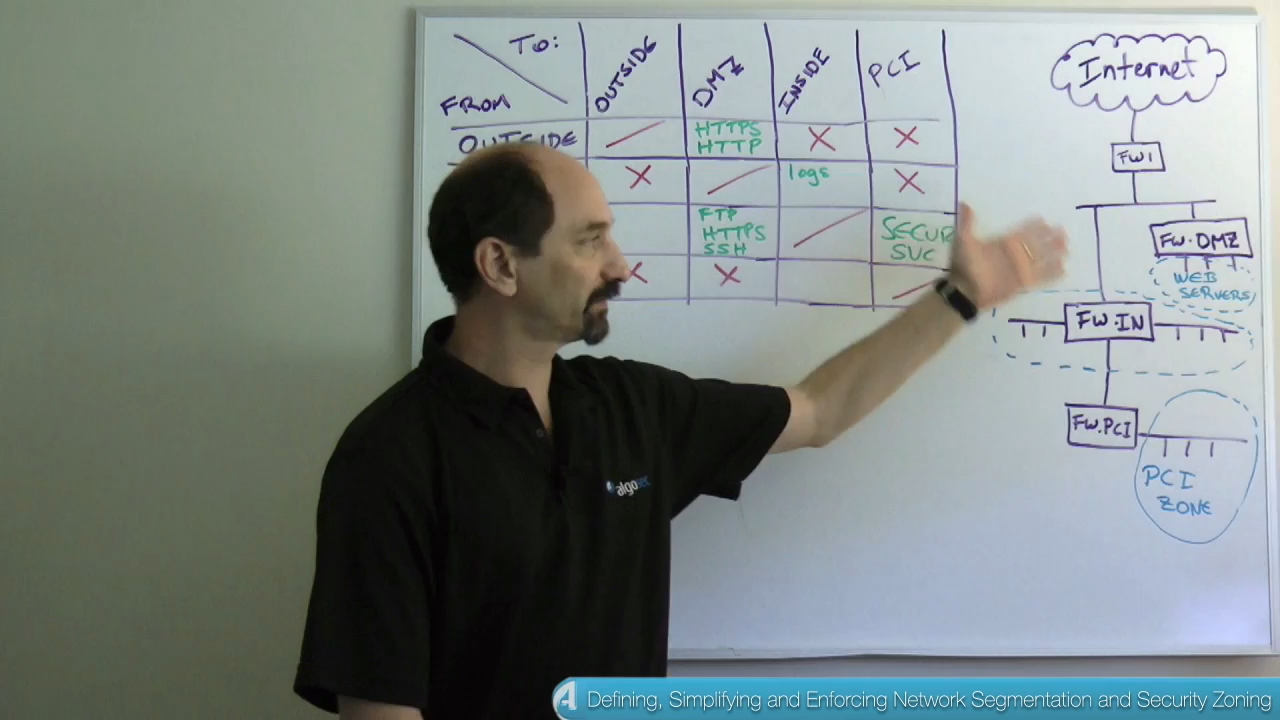 TO:
FROM
OUTSIDE
DMZ
INSIDE
PCI
OUTSIDE
HTTPS
HTTP
X
X
X
logs
X
FTP
HTTPS
SSH
SVC
X
X
Internet
FW1
FW.DMZ
WEB
SERVERS
FW.IN
FW.PCI
PCI
ZONE
algosec
A Defining, Simplifying and Enforcing Network Segmentation and Security Zoning